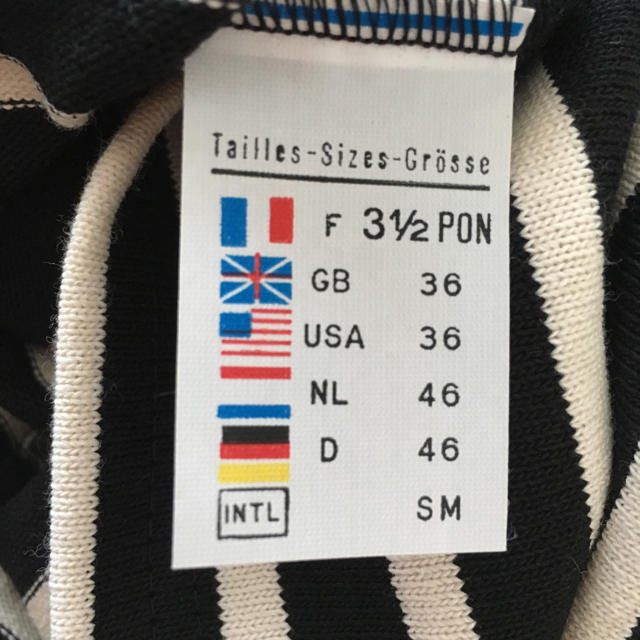 Tailles-Sizes-Grösse
F 3½ PON
GB 36
USA 36
NL 46
D 46
INTL SM